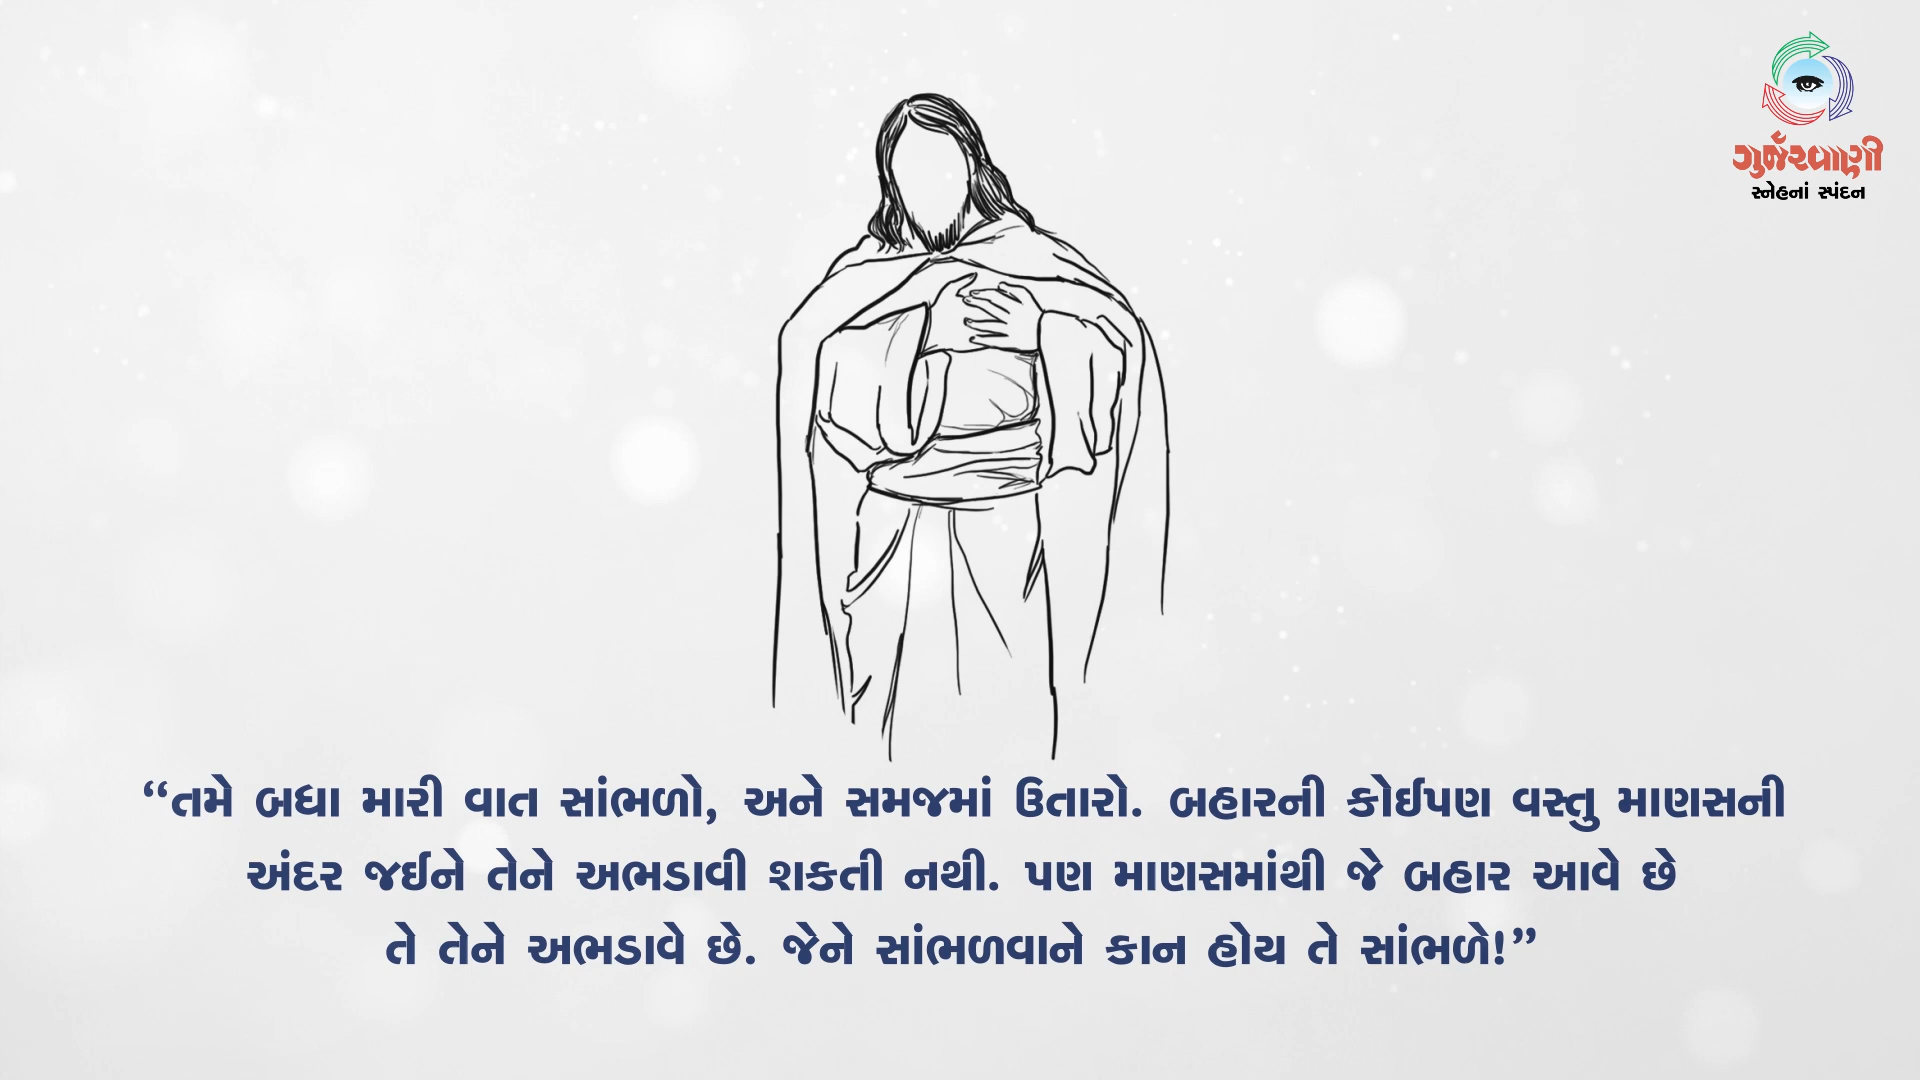 ગુર્જરવાણી
સ્નેહનાં સ્પંદન
“તમે બધા મારી વાત સાંભળો, અને સમજમાં ઉતારો. બહારની કોઈપણ વસ્તુ માણસની
અંદર જઈને તેને અભડાવી શકતી નથી. પણ માણસમાંથી જે બહાર આવે છે
તે તેને અભડાવે છે. જેને સાંભળવાને કાન હોય તે સાંભળે!”